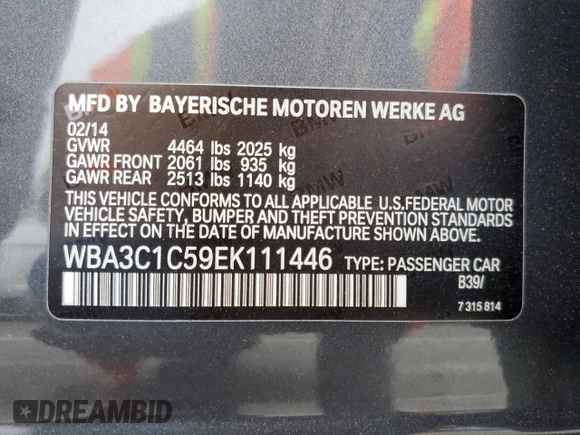 MFD BY BAYERISCHE MOTOREN WERKE AG
02/14
GVWR 4464 lbs 2025 kg
GAWR FRONT 2061 lbs 935 kg
GAWR REAR 2513 lbs 1140 kg
THIS VEHICLE CONFORMS TO ALL APPLICABLE U.S.FEDERAL MOTOR
VEHICLE SAFETY, BUMPER AND THEFT PREVENTION STANDARDS
IN EFFECT ON THE DATE OF MANUFACTURE SHOWN ABOVE.
WBA3C1C59EK111446 TYPE: PASSENGER CAR
B39/
7 315 814
DREAMBID